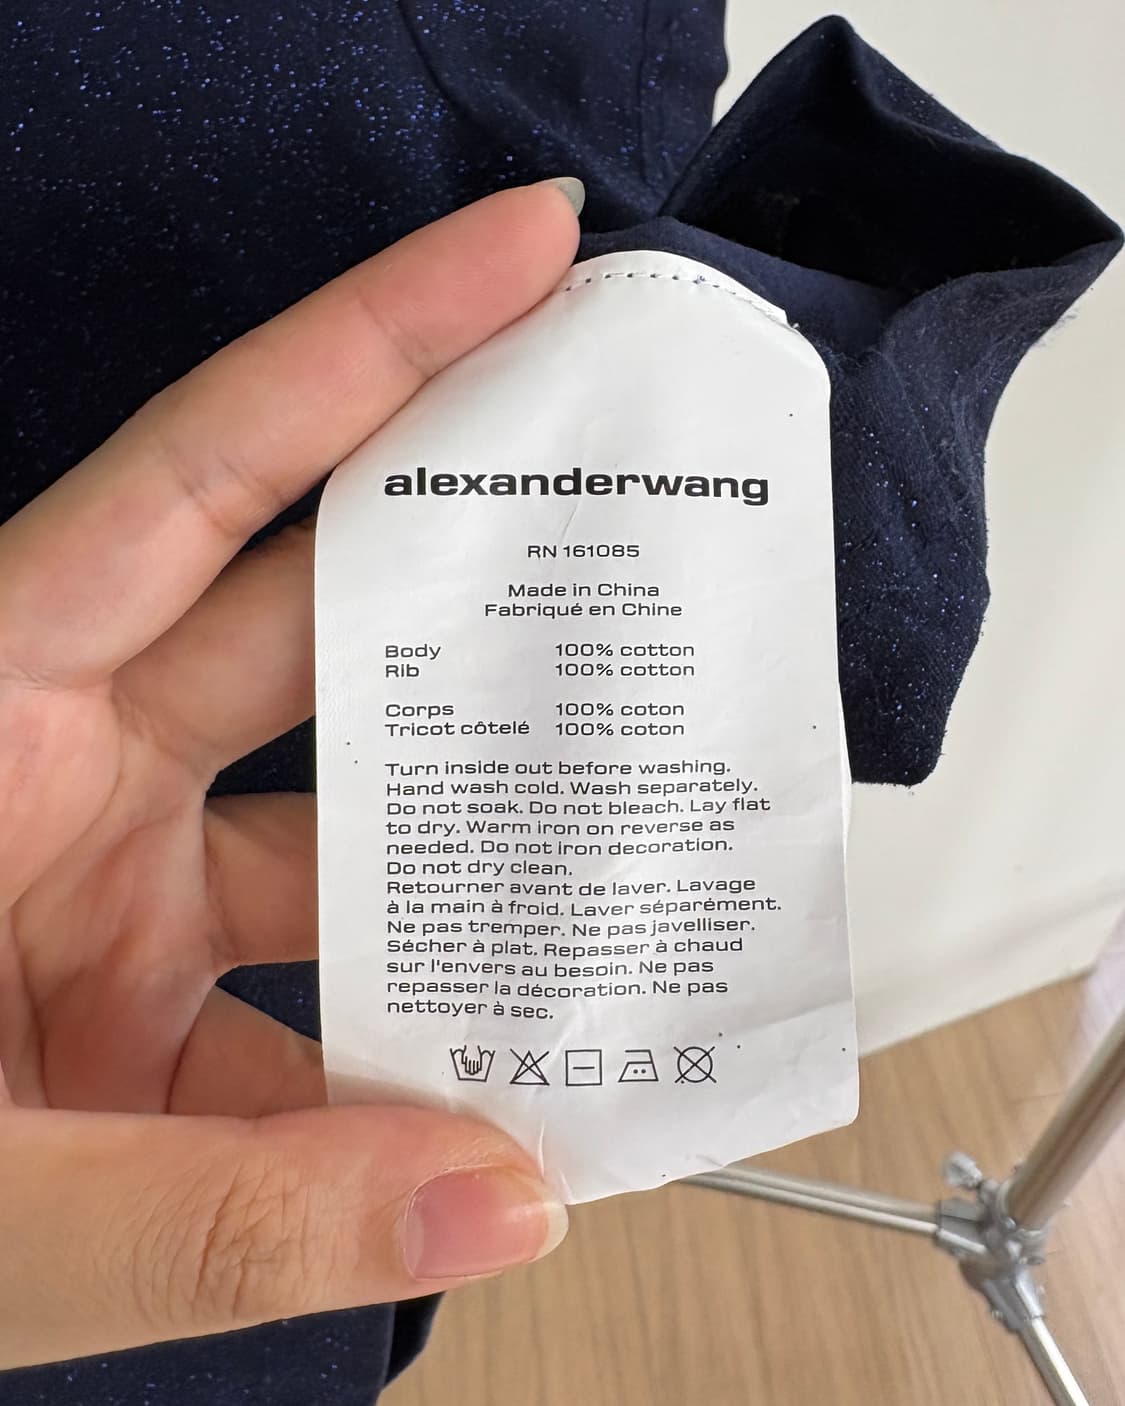 alexanderwang
RN 161085
Made in China
Fabriqué en Chine
Body 100% cotton
Rib 100% cotton
Corps 100% coton
Tricot côtelé 100% coton
Turn inside out before washing.
Hand wash cold. Wash separately.
Do not soak. Do not bleach. Lay flat
to dry. Warm iron on reverse as
needed. Do not iron decoration.
Do not dry clean.
Retourner avant de laver. Lavage
à la main à froid. Laver séparément.
Ne pas tremper. Ne pas javelliser.
Sécher à plat. Repasser à chaud
sur l'envers au besoin. Ne pas
repasser la décoration. Ne pas
nettoyer à sec.